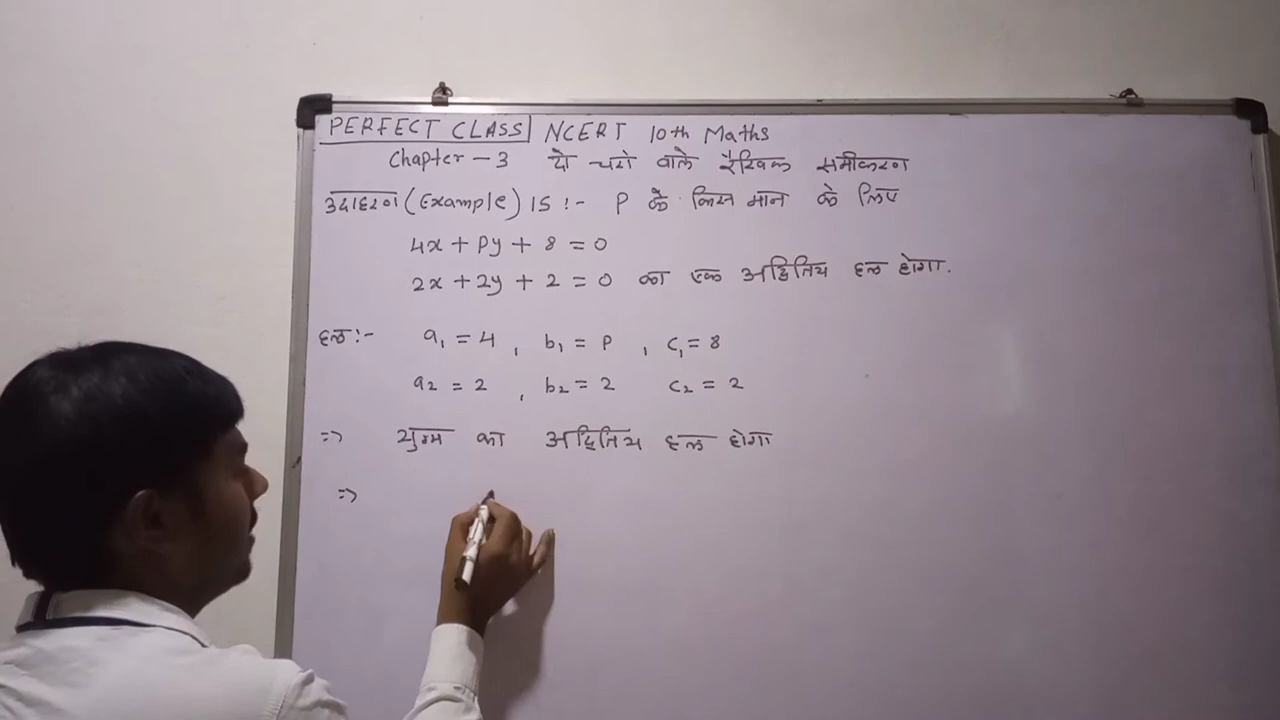 PERFECT CLASS NCERT 10th Maths
Chapter - 3 दो चरो वाले रैखिक समीकरण
उदाहरण (Example) 15 :- P के किस मान के लिए
4x + Py + 8 = 0
2x + 2y + 2 = 0 का एक अद्वितिय हल होगा.
हल :- a₁ = 4 , b₁ = P , c₁ = 8
a₂ = 2 , b₂ = 2 c₂ = 2
=> युग्म का अद्वितिय हल होगा
=>